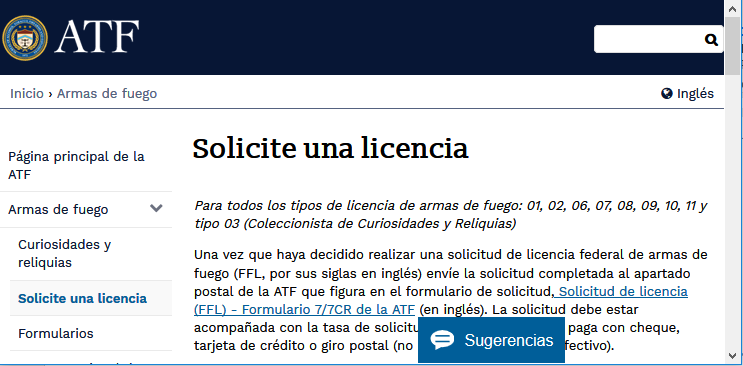 ATF
Inicio › Armas de fuego
Inglés
Página principal de la
ATF
Armas de fuego
Curiosidades y
reliquias
Solicite una licencia
Formularios
Solicite una licencia
Para todos los tipos de licencia de armas de fuego: 01, 02, 06, 07, 08, 09, 10, 11 y
tipo 03 (Coleccionista de Curiosidades y Reliquias)
Una vez que haya decidido realizar una solicitud de licencia federal de armas de
fuego (FFL, por sus siglas en inglés) envíe la solicitud completada al apartado
postal de la ATF que figura en el formulario de solicitud, Solicitud de licencia
(FFL) - Formulario 7/7CR de la ATF (en inglés). La solicitud debe estar
acompañada con la tasa de solicitu paga con cheque,
tarjeta de crédito o giro postal (no fectivo).
Sugerencias